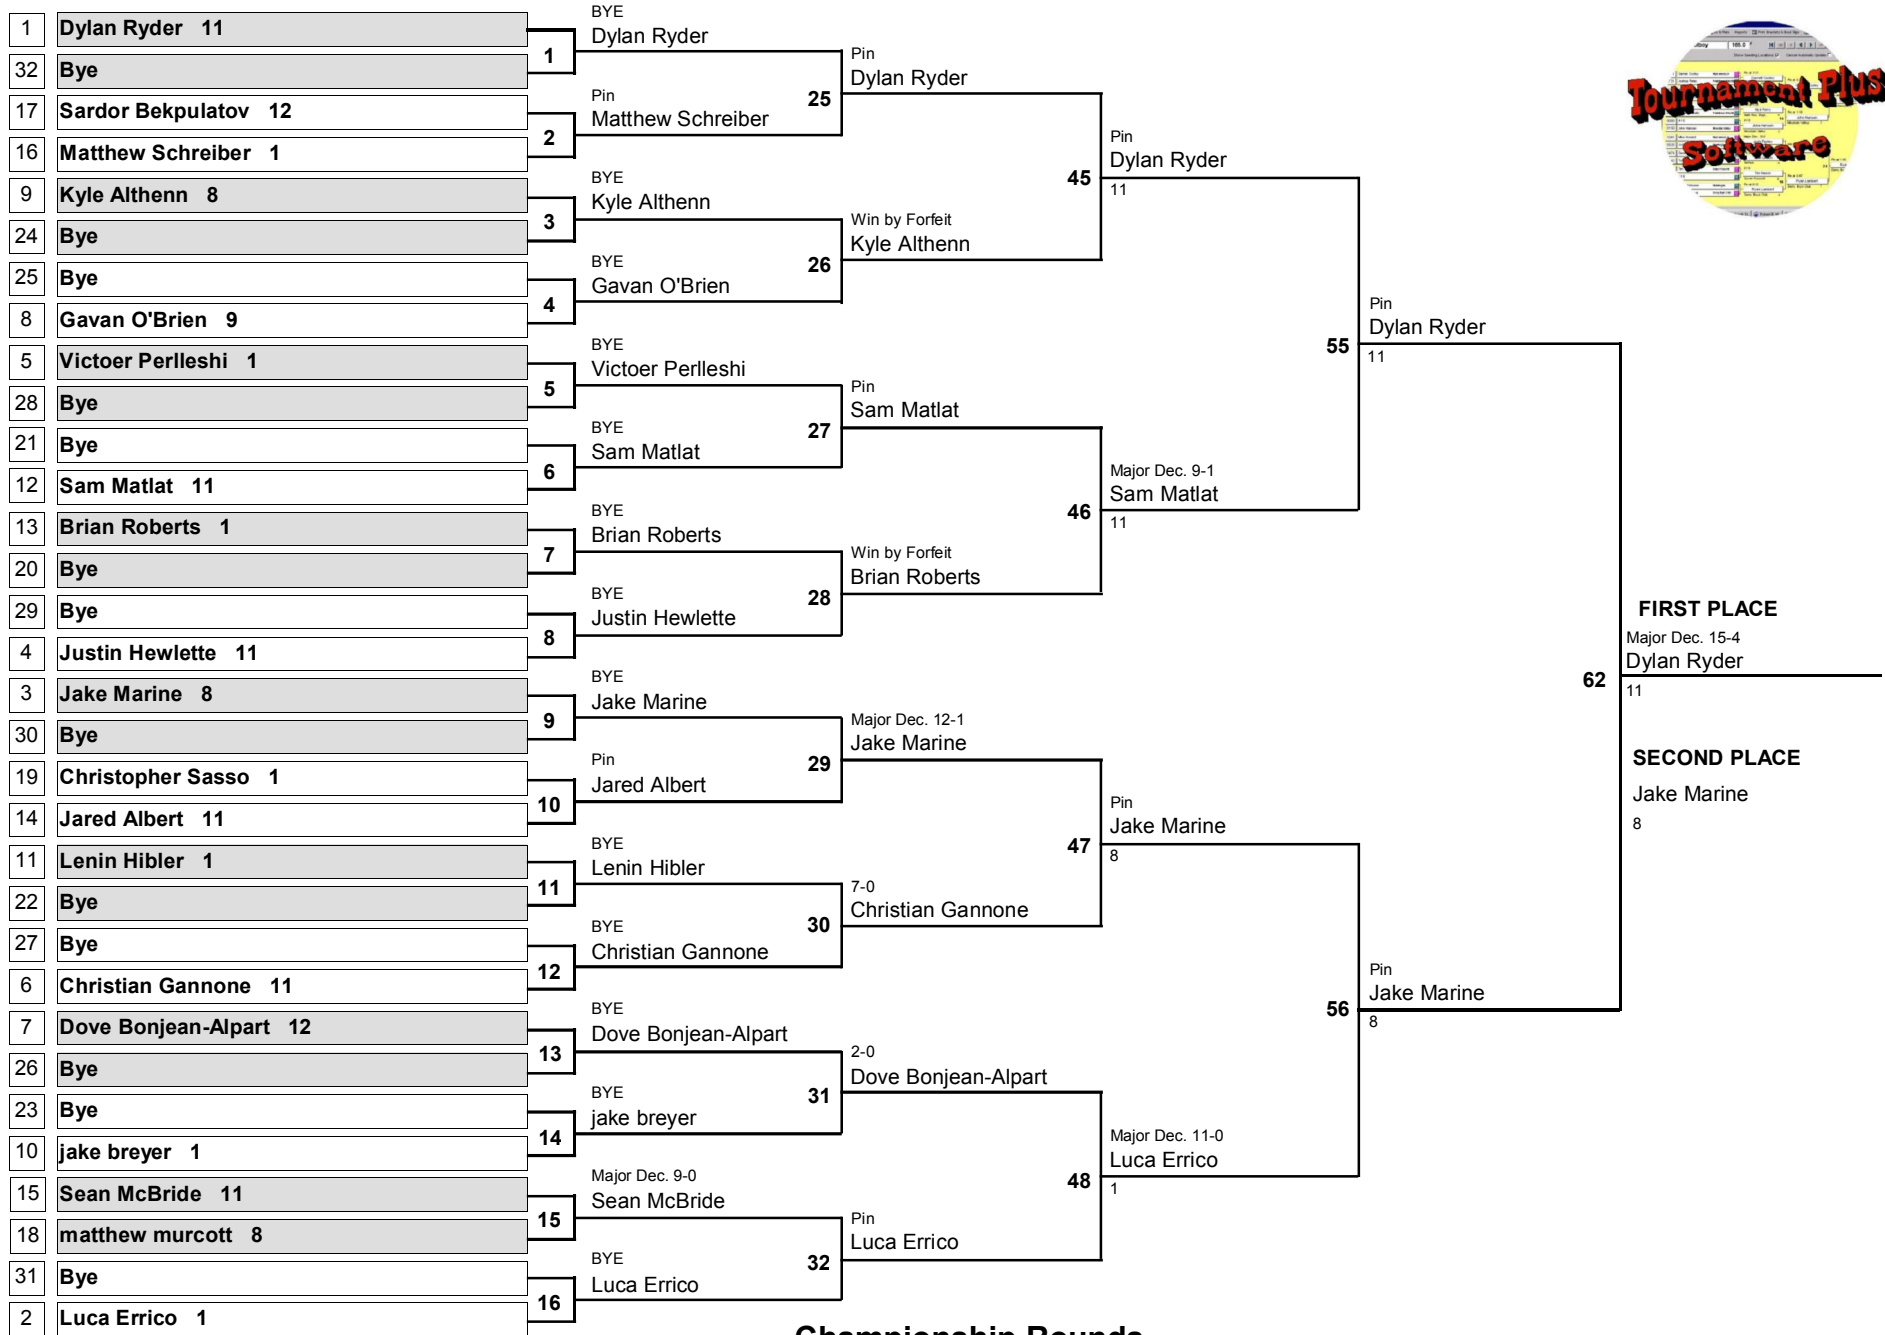 1 Dylan Ryder 11
32 Bye
17 Sardor Bekpulatov 12
16 Matthew Schreiber 1
9 Kyle Althenn 8
24 Bye
25 Bye
8 Gavan O'Brien 9
5 Victoer Perlleshi 1
28 Bye
21 Bye
12 Sam Matlat 11
13 Brian Roberts 1
20 Bye
29 Bye
4 Justin Hewlette 11
3 Jake Marine 8
30 Bye
19 Christopher Sasso 1
14 Jared Albert 11
11 Lenin Hibler 1
22 Bye
27 Bye
6 Christian Gannone 11
7 Dove Bonjean-Alpart 12
26 Bye
23 Bye
10 jake breyer 1
15 Sean McBride 11
18 matthew murcott 8
31 Bye
2 Luca Errico 1
BYE
Dylan Ryder
1
Pin
Matthew Schreiber
2
BYE
Kyle Althenn
3
BYE
Gavan O'Brien
4
BYE
Victoer Perlleshi
5
BYE
Sam Matlat
6
BYE
Brian Roberts
7
BYE
Justin Hewlette
8
BYE
Jake Marine
9
Pin
Jared Albert
10
BYE
Lenin Hibler
11
BYE
Christian Gannone
12
BYE
Dove Bonjean-Alpart
13
BYE
jake breyer
14
Major Dec. 9-0
Sean McBride
15
BYE
Luca Errico
16
Pin
Dylan Ryder
25
Win by Forfeit
Kyle Althenn
26
Pin
Sam Matlat
27
Win by Forfeit
Brian Roberts
28
Major Dec. 12-1
Jake Marine
29
7-0
Christian Gannone
30
2-0
Dove Bonjean-Alpart
31
Pin
Luca Errico
32
Pin
Dylan Ryder
45
11
Major Dec. 9-1
Sam Matlat
46
11
Pin
Jake Marine
47
8
Major Dec. 11-0
Luca Errico
48
1
Pin
Dylan Ryder
55
11
Pin
Jake Marine
56
8
FIRST PLACE
Major Dec. 15-4
Dylan Ryder
62
11
SECOND PLACE
Jake Marine
8
Tournament Plus
Software
Championship Rounds